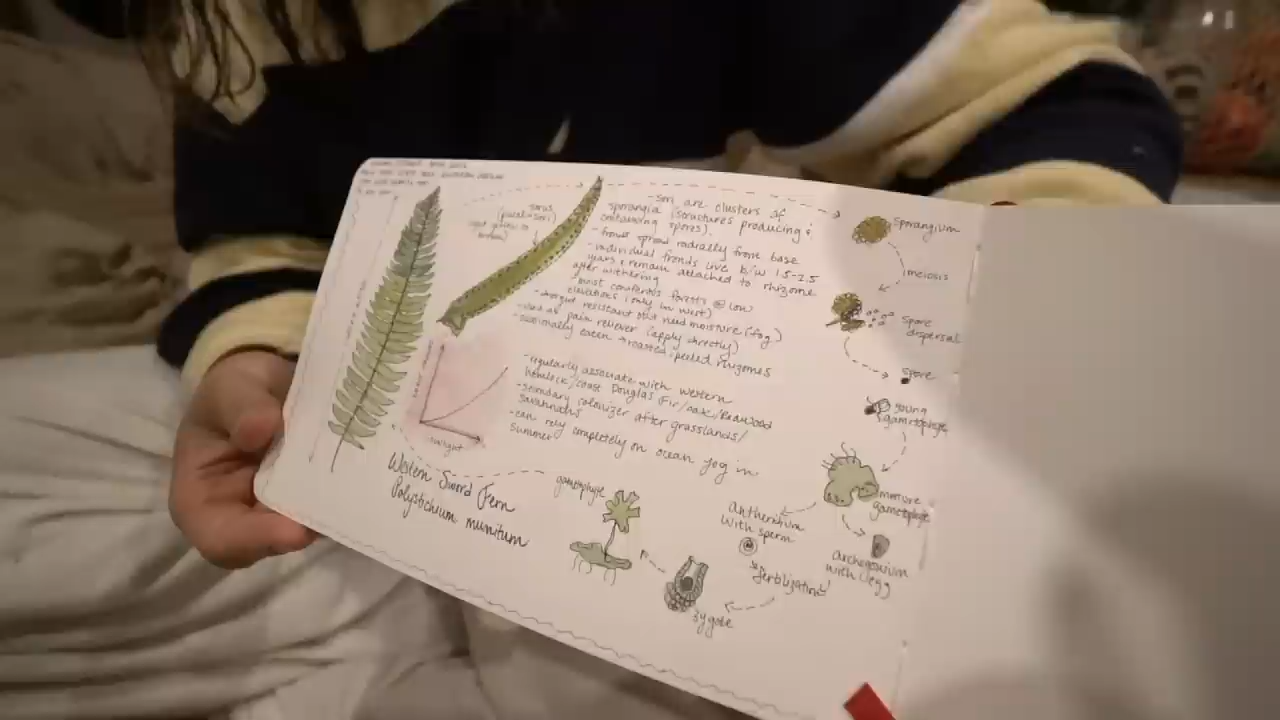 sorus
(plural = sori)
- sori are clusters of
sporangia (structures producing &
containing spores).
- fronds sprout radially from base
- individual fronds live b/w 1.5-2.5
years & remain attached to rhizome
after withering
- moist coniferous forests @ low
elevations (only in west)
- drought resistant but need moisture (fog)
- used as pain reliever (apply directly)
- occasionally eaten roasted, peeled rhizomes
- regularly associate with western
hemlock/coast Douglas Fir/oak/Redwood
- secondary colonizer after grasslands/
savannahs
- can rely completely on ocean fog in
summer
sunlight
Western Sword Fern
Polystichum munitum
sporangium
meiosis
spore
dispersal
spore
young
gametophyte
mature
gametophyte
antheridium
with sperm
archegonium
with egg
fertilization!
zygote
gametophyte